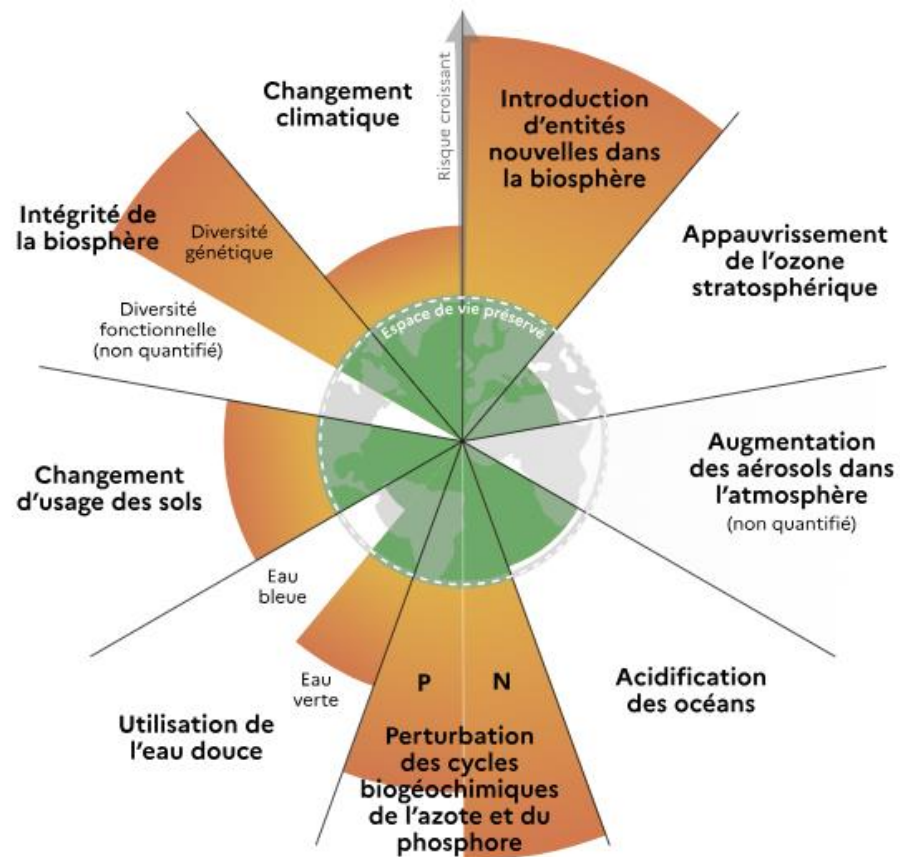 Changement
climatique
Risque croissant
Introduction
d'entités
nouvelles dans
la biosphère
Intégrité de
la biosphère
Diversité
génétique
Diversité
fonctionnelle
(non quantifié)
Appauvrissement
de l'ozone
stratosphérique
Espace de vie préservé
Changement
d'usage des sols
Augmentation
des aérosols dans
l'atmosphère
(non quantifié)
Eau
bleue
Eau
verte
Utilisation de
l'eau douce
P
N
Perturbation
des cycles
biogéochimiques
de l'azote et du
phosphore
Acidification
des océans